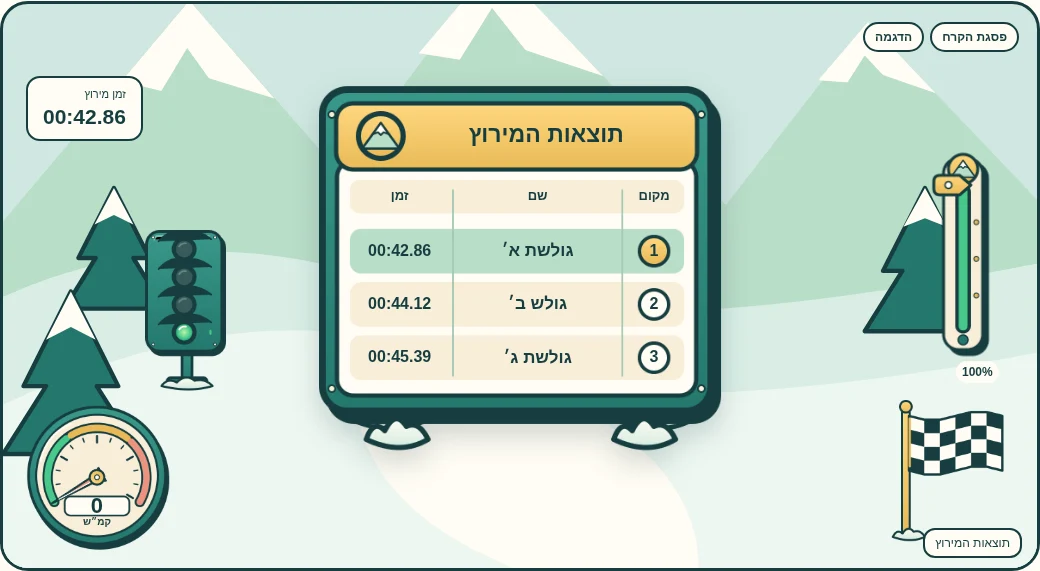 פסגת הקרח
הדגמה
זמן מירוץ
00:42.86
תוצאות המירוץ
מקום שם זמן
1 גולשת א׳ 00:42.86
2 גולש ב׳ 00:44.12
3 גולשת ג׳ 00:45.39
100%
0
קמ״ש
תוצאות המירוץ